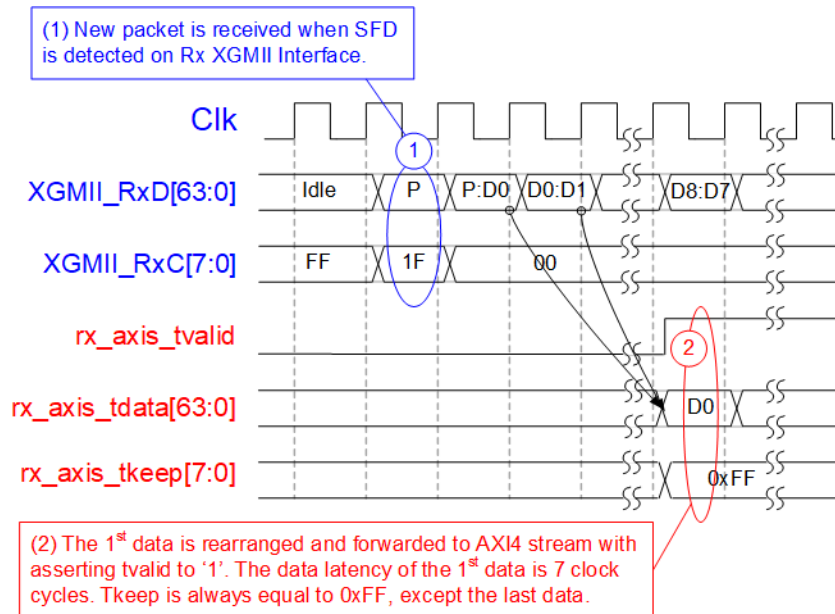 (1) New packet is received when SFD
is detected on Rx XGMII Interface.
Clk
1
XGMII_RxD[63:0]
Idle
P
P:D0
D0:D1
D8:D7
XGMII_RxC[7:0]
FF
1F
00
rx_axis_tvalid
2
rx_axis_tdata[63:0]
D0
rx_axis_tkeep[7:0]
0xFF
(2) The 1st data is rearranged and forwarded to AXI4 stream with
asserting tvalid to ‘1’. The data latency of the 1st data is 7 clock
cycles. Tkeep is always equal to 0xFF, except the last data.